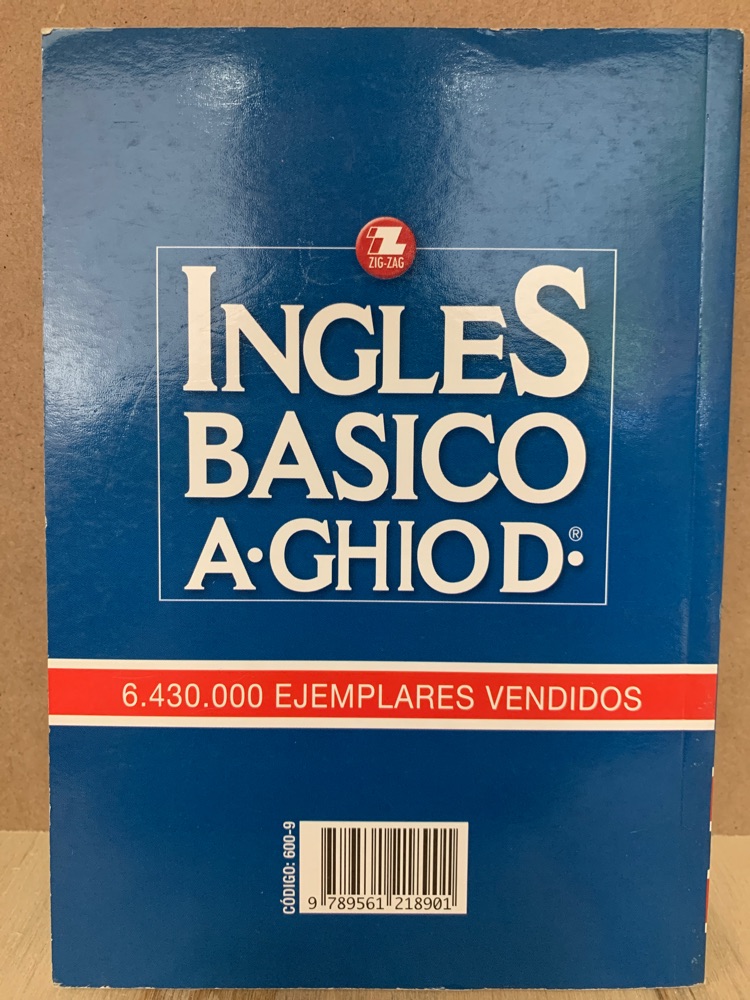 ZIG-ZAG
INGLES
BASICO
A·GHIO D·®
6.430.000 EJEMPLARES VENDIDOS
CÓDIGO: 600-9
9 789561 218901